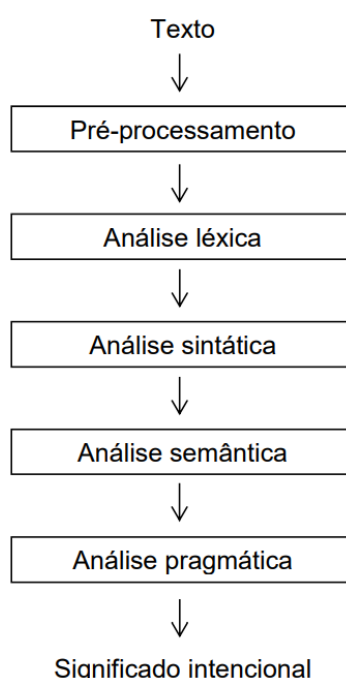 Texto
Pré-processamento
Análise léxica
Análise sintática
Análise semântica
Análise pragmática
Significado intencional